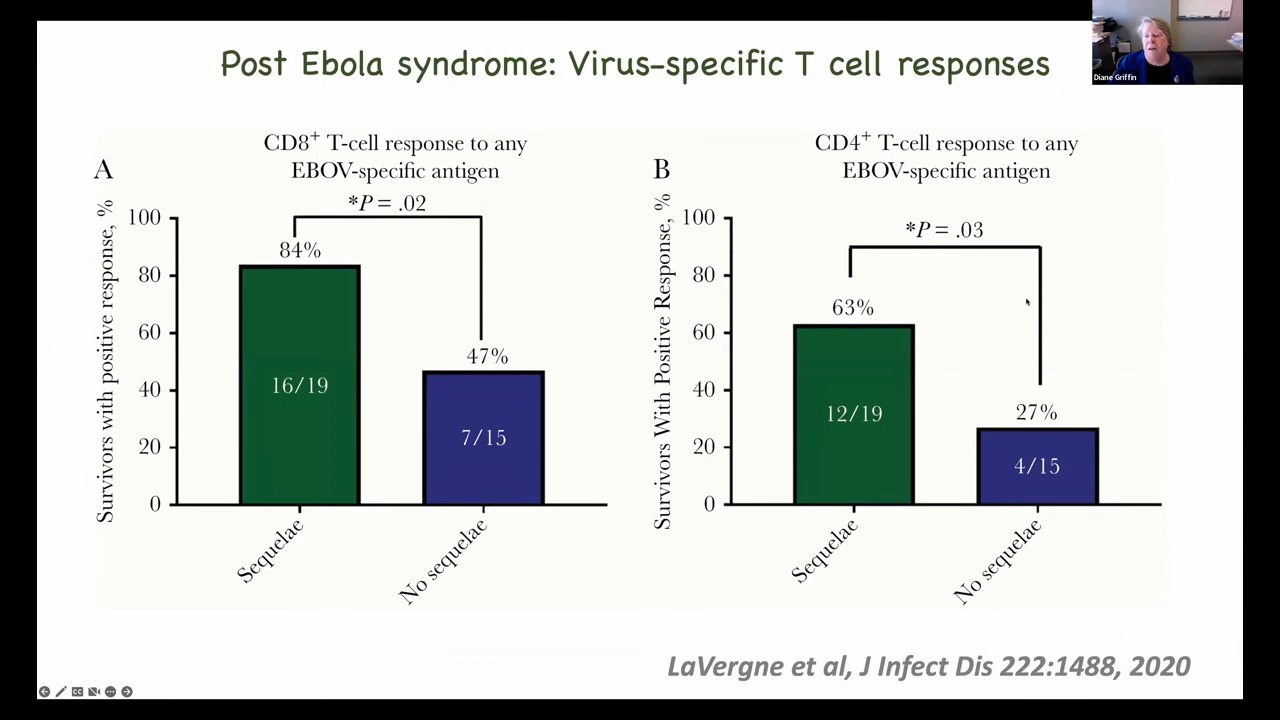 Post Ebola syndrome: Virus-specific T cell responses
Diane Griffin
A
CD8+ T-cell response to any
EBOV-specific antigen
*P = .02
Survivors with positive response, %
100
80
60
40
20
0
84%
16/19
47%
7/15
Sequelae
No sequelae
B
CD4+ T-cell response to any
EBOV-specific antigen
*P = .03
Survivors With Positive Response, %
100
80
60
40
20
0
63%
12/19
27%
4/15
Sequelae
No sequelae
LaVergne et al, J Infect Dis 222:1488, 2020
CC